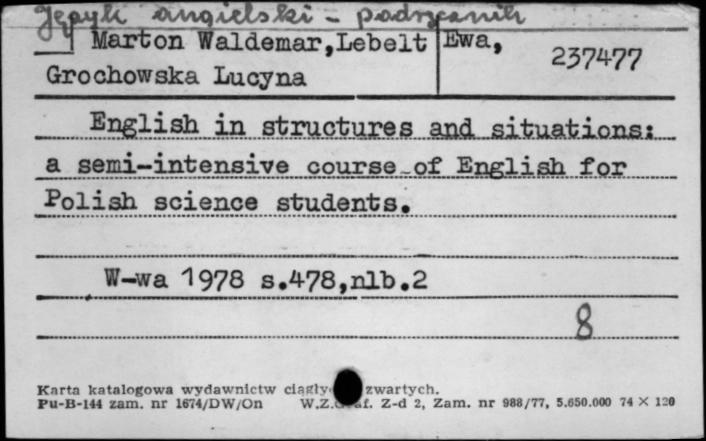 Język angielski - podręcznik
Marton Waldemar, Lebelt Ewa,
237477
Grochowska Lucyna
English in structures and situations:
a semi-intensive course of English for
Polish science students.
W-wa 1978 s.478,nlb.2
8
Karta katalogowa wydawnictw ciągły zwartych.
Pu-B-144 zam. nr 1674/DW/On W.Z. af. Z-d 2, Zam. nr 988/77, 5.650.000 74 × 120